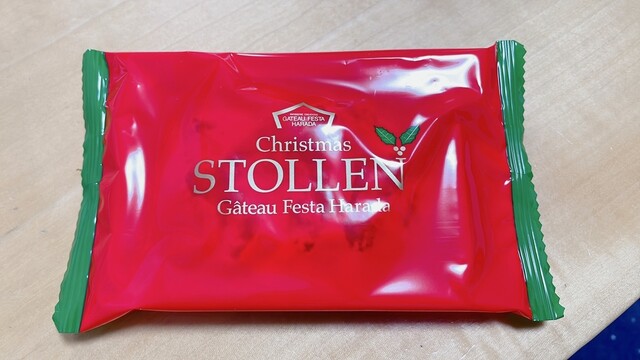 GATEAU FESTA
HARADA
Christmas
STOLLEN
Gâteau Festa Harada